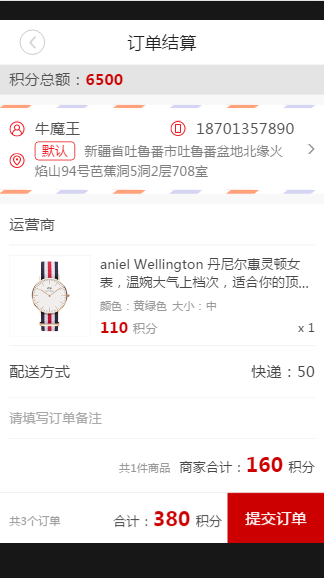 订单结算
积分总额：6500
牛魔王 18701357890
默认 新疆省吐鲁番市吐鲁番盆地北缘火
焰山94号芭蕉洞5洞2层708室
运营商
aniel Wellington 丹尼尔惠灵顿女
表，温婉大气上档次，适合你的顶...
颜色：黄绿色 大小：中
110 积分 x 1
配送方式 快递：50
请填写订单备注
共1件商品 商家合计：160 积分
共3个订单 合计：380 积分 提交订单